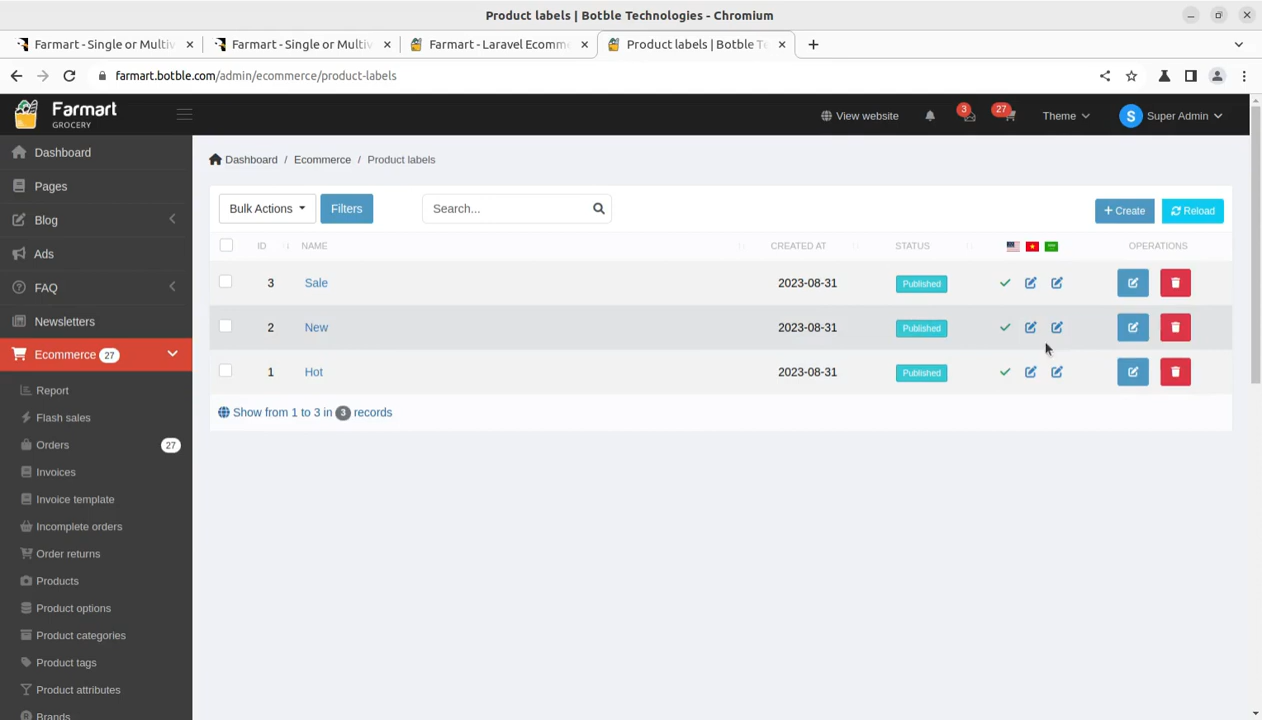 Product labels | Botble Technologies - Chromium
Farmart - Single or Multiv
Farmart - Single or Multiv
Farmart - Laravel Ecomme
Product labels | Botble Te
farmart.botble.com/admin/ecommerce/product-labels
Farmart
GROCERY
View website
3
27
Theme
S
Super Admin
Dashboard
Pages
Blog
Ads
FAQ
Newsletters
Ecommerce 27
Report
Flash sales
Orders 27
Invoices
Invoice template
Incomplete orders
Order returns
Products
Product options
Product categories
Product tags
Product attributes
Brands
Dashboard / Ecommerce / Product labels
Bulk Actions Filters Search... + Create Reload
ID NAME CREATED AT STATUS OPERATIONS
3 Sale 2023-08-31 Published
2 New 2023-08-31 Published
1 Hot 2023-08-31 Published
Show from 1 to 3 in 3 records